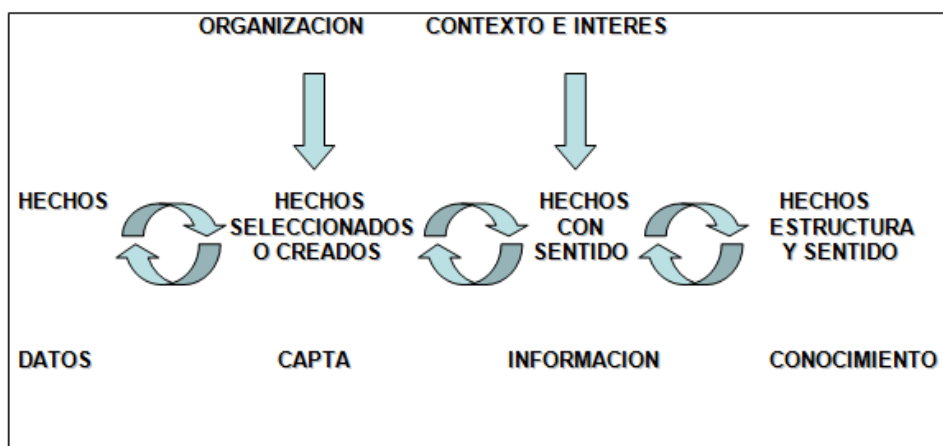 ORGANIZACION
CONTEXTO E INTERES
HECHOS
HECHOS
SELECCIONADOS
O CREADOS
HECHOS
CON
SENTIDO
HECHOS
ESTRUCTURA
Y SENTIDO
DATOS
CAPTA
INFORMACION
CONOCIMIENTO